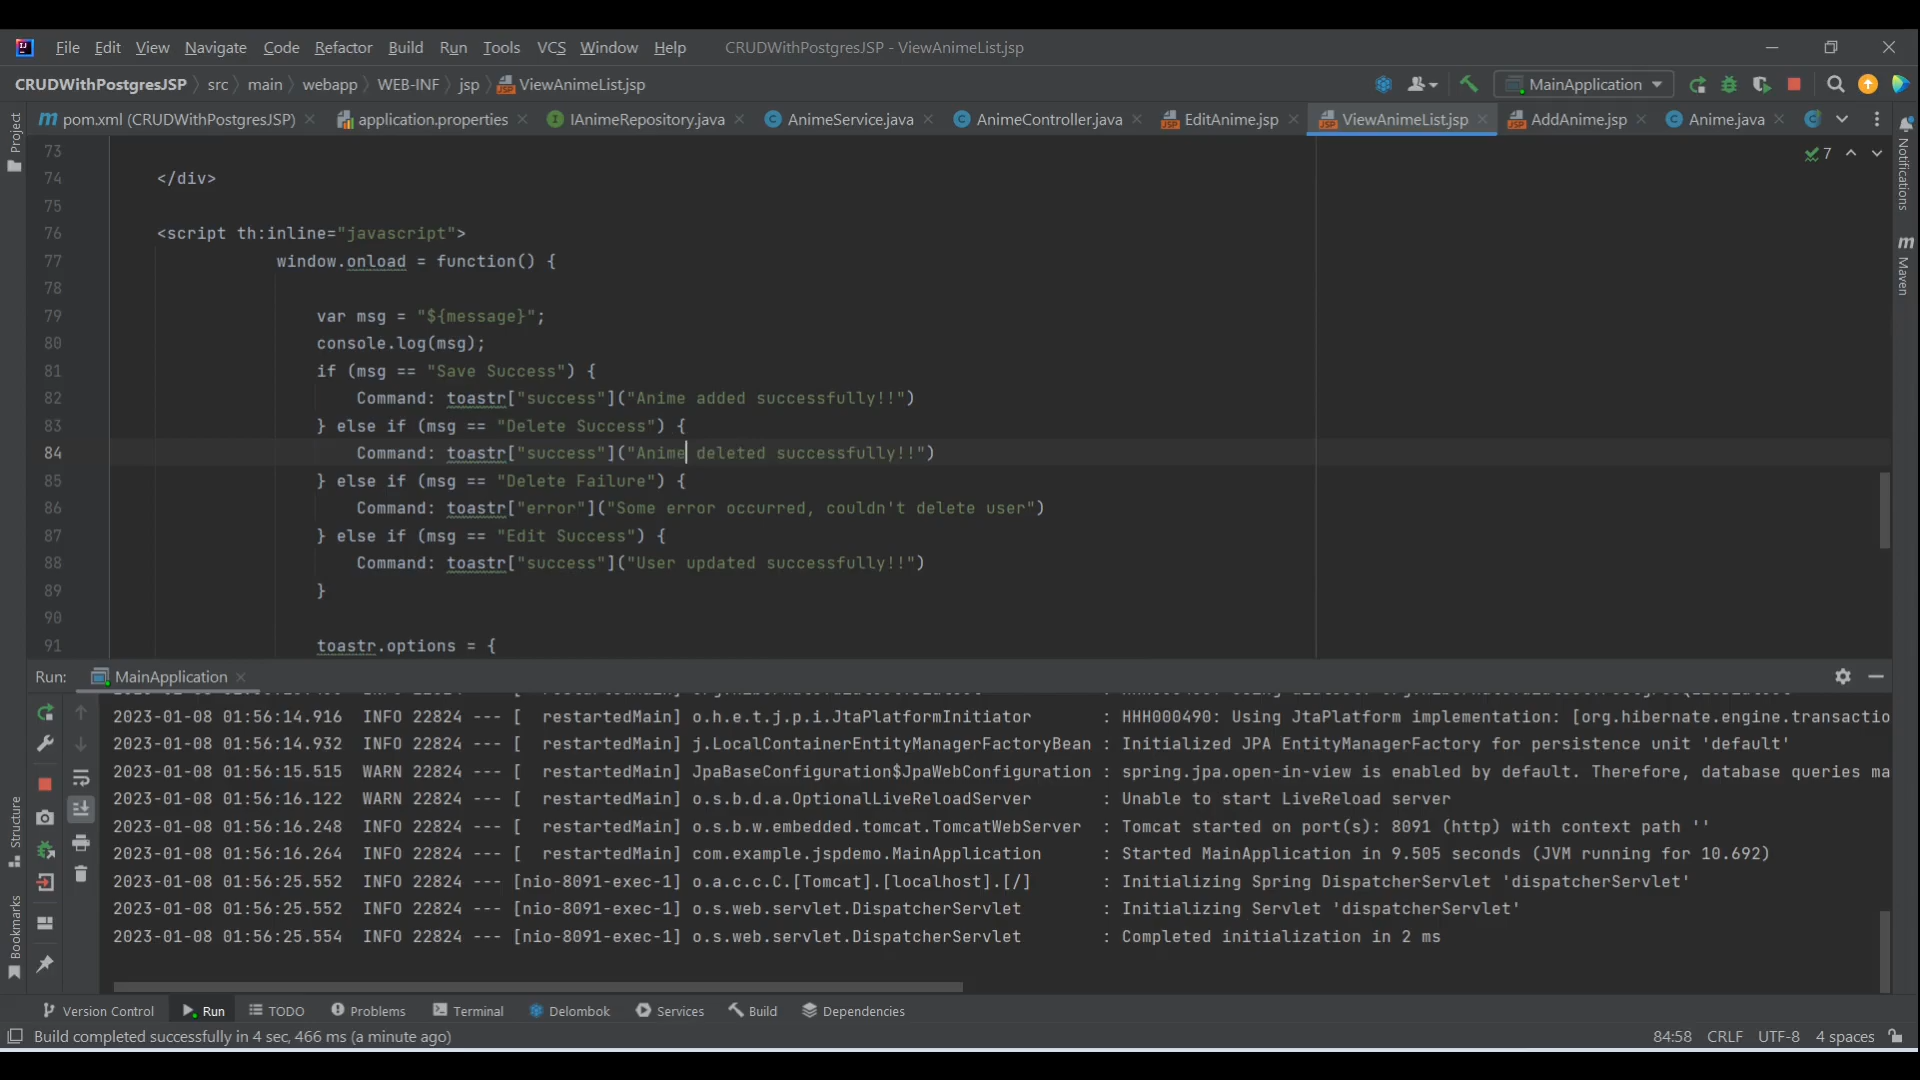 File Edit View Navigate Code Refactor Build Run Tools VCS Window Help CRUDWithPostgresJSP - ViewAnimeList.jsp
CRUDWithPostgresJSP src main webapp WEB-INF jsp ViewAnimeList.jsp MainApplication
pom.xml (CRUDWithPostgresJSP) application.properties IAnimeRepository.java AnimeService.java AnimeController.java EditAnime.jsp ViewAnimeList.jsp AddAnime.jsp Anime.java
Project
Notifications
Maven
7
73
74 </div>
75
76 <script th:inline="javascript">
77 window.onload = function() {
78
79 var msg = "${message}";
80 console.log(msg);
81 if (msg == "Save Success") {
82 Command: toastr["success"]("Anime added successfully!!")
83 } else if (msg == "Delete Success") {
84 Command: toastr["success"]("Anime deleted successfully!!")
85 } else if (msg == "Delete Failure") {
86 Command: toastr["error"]("Some error occurred, couldn't delete user")
87 } else if (msg == "Edit Success") {
88 Command: toastr["success"]("User updated successfully!!")
89 }
90
91 toastr.options = {
Run: MainApplication
2023-01-08 01:56:14.916 INFO 22824 --- [ restartedMain] o.h.e.t.j.p.i.JtaPlatformInitiator : HHH000490: Using JtaPlatform implementation: [org.hibernate.engine.transactio
2023-01-08 01:56:14.932 INFO 22824 --- [ restartedMain] j.LocalContainerEntityManagerFactoryBean : Initialized JPA EntityManagerFactory for persistence unit 'default'
2023-01-08 01:56:15.515 WARN 22824 --- [ restartedMain] JpaBaseConfiguration$JpaWebConfiguration : spring.jpa.open-in-view is enabled by default. Therefore, database queries ma
2023-01-08 01:56:16.122 WARN 22824 --- [ restartedMain] o.s.b.d.a.OptionalLiveReloadServer : Unable to start LiveReload server
2023-01-08 01:56:16.248 INFO 22824 --- [ restartedMain] o.s.b.w.embedded.tomcat.TomcatWebServer : Tomcat started on port(s): 8091 (http) with context path ''
2023-01-08 01:56:16.264 INFO 22824 --- [ restartedMain] com.example.jspdemo.MainApplication : Started MainApplication in 9.505 seconds (JVM running for 10.692)
2023-01-08 01:56:25.552 INFO 22824 --- [nio-8091-exec-1] o.a.c.c.C.[Tomcat].[localhost].[/] : Initializing Spring DispatcherServlet 'dispatcherServlet'
2023-01-08 01:56:25.552 INFO 22824 --- [nio-8091-exec-1] o.s.web.servlet.DispatcherServlet : Initializing Servlet 'dispatcherServlet'
2023-01-08 01:56:25.554 INFO 22824 --- [nio-8091-exec-1] o.s.web.servlet.DispatcherServlet : Completed initialization in 2 ms
Structure
Bookmarks
Version Control Run TODO Problems Terminal Delombok Services Build Dependencies
Build completed successfully in 4 sec, 466 ms (a minute ago) 84:58 CRLF UTF-8 4 spaces